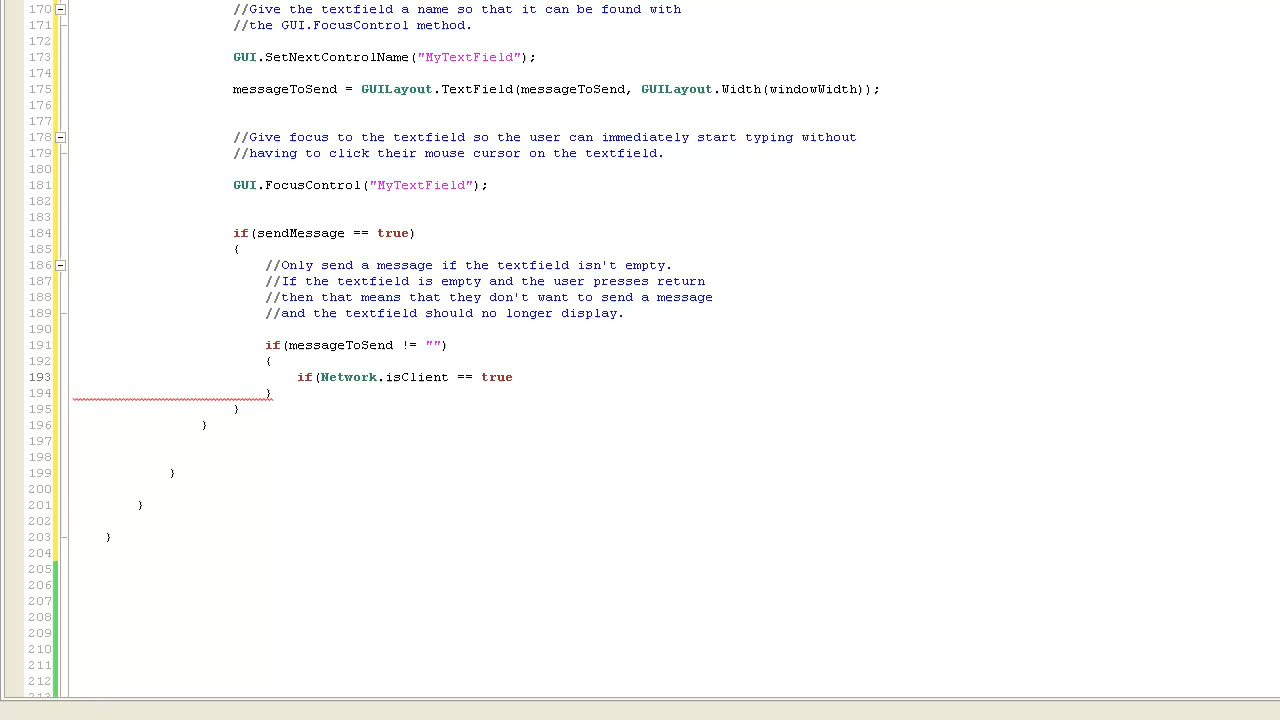 170 //Give the textfield a name so that it can be found with
171 //the GUI.FocusControl method.
172
173 GUI.SetNextControlName("MyTextField");
174
175 messageToSend = GUILayout.TextField(messageToSend, GUILayout.Width(windowWidth));
176
177
178 //Give focus to the textfield so the user can immediately start typing without
179 //having to click their mouse cursor on the textfield.
180
181 GUI.FocusControl("MyTextField");
182
183
184 if(sendMessage == true)
185 {
186 //Only send a message if the textfield isn't empty.
187 //If the textfield is empty and the user presses return
188 //then that means that they don't want to send a message
189 //and the textfield should no longer display.
190
191 if(messageToSend != "")
192 {
193 if(Network.isClient == true
194 }
195 }
196 }
197
198
199 }
200
201 }
202
203 }
204
205
206
207
208
209
210
211
212